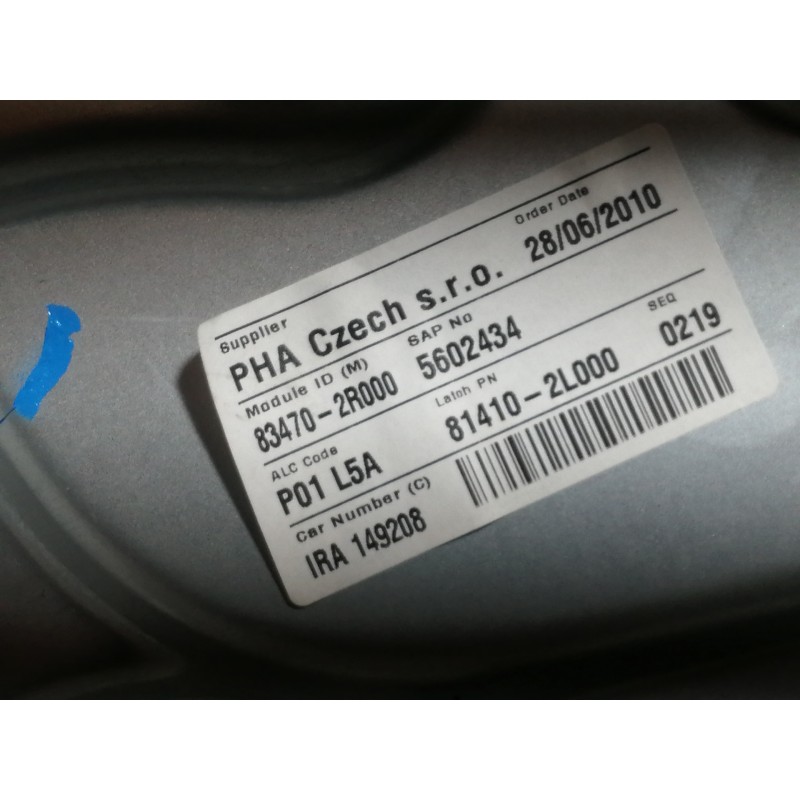 Supplier Order Date
PHA Czech s.r.o. 28/06/2010
Module ID (M) SAP No SEQ
83470-2R000 5602434 0219
ALC Code Latch PN
P01 L5A 81410-2L000
Car Number (C)
IRA 149208